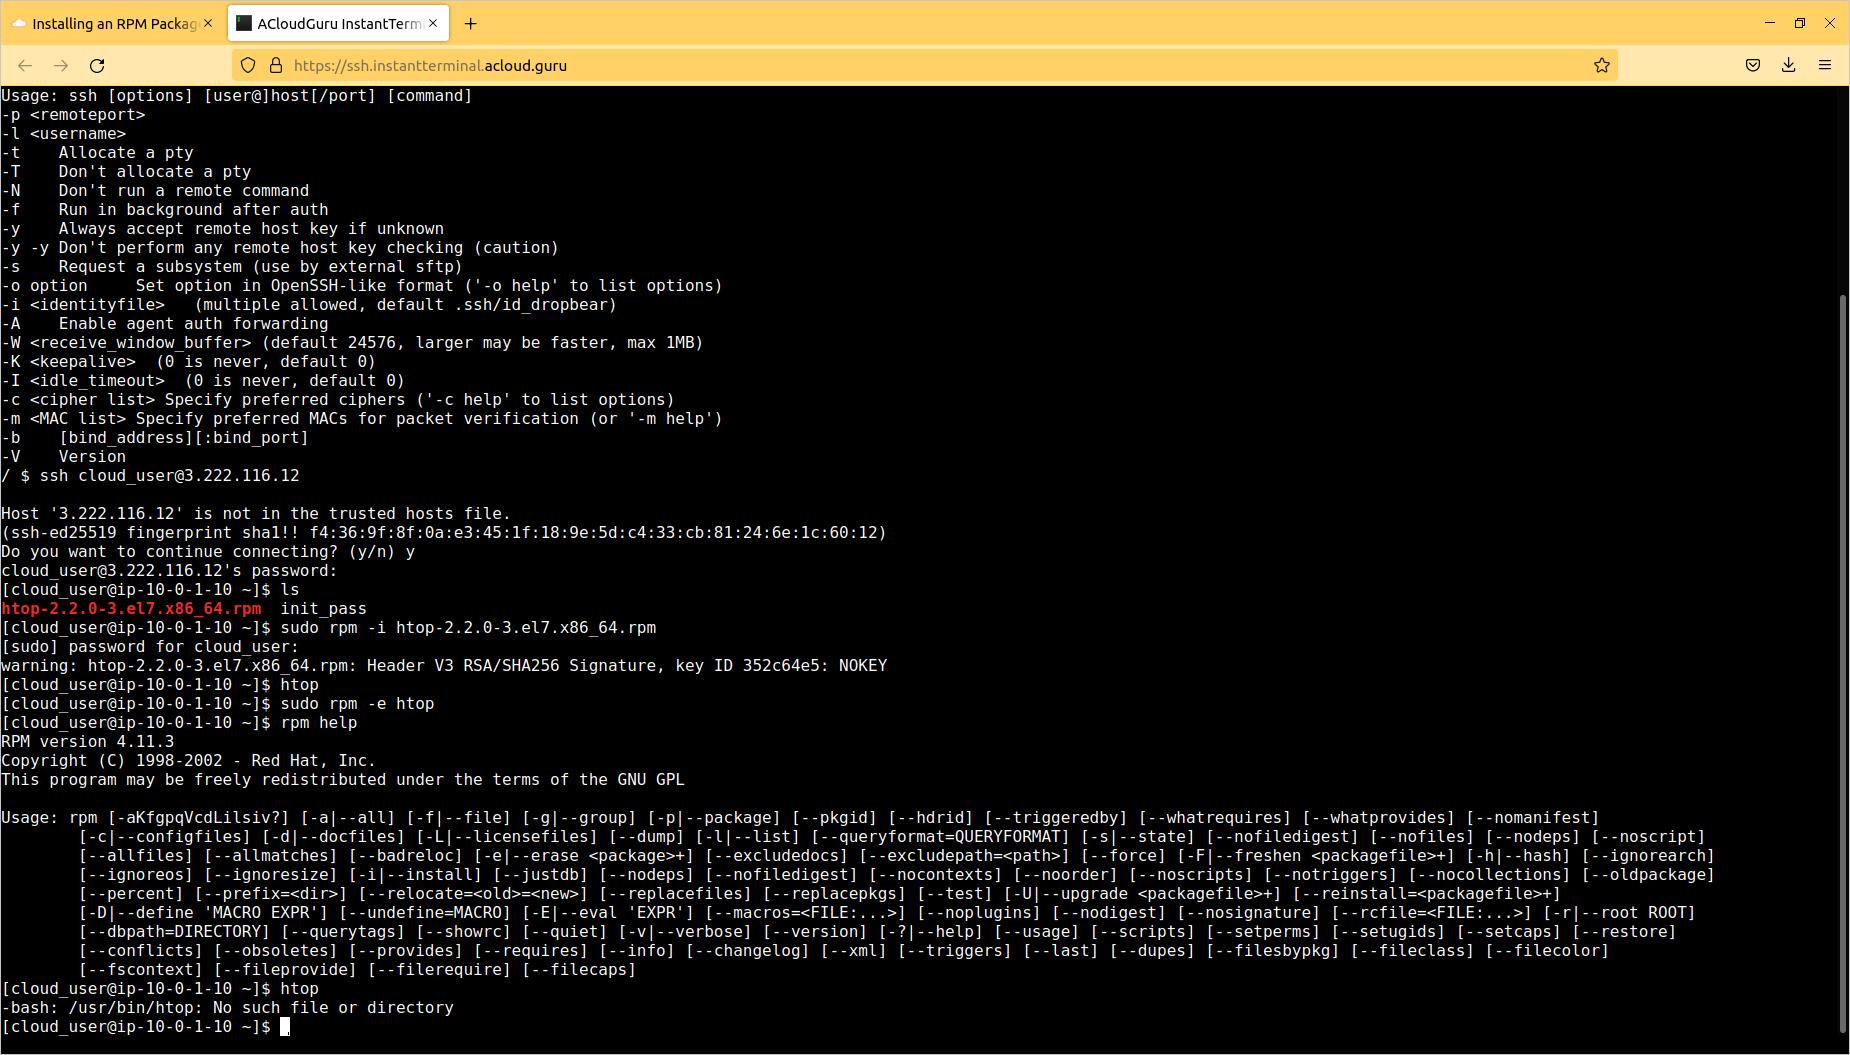 Installing an RPM Packag
ACloudGuru InstantTermi
https://ssh.instantterminal.acloud.guru
Usage: ssh [options] [user@]host[/port] [command]
-p <remoteport>
-l <username>
-t    Allocate a pty
-T    Don't allocate a pty
-N    Don't run a remote command
-f    Run in background after auth
-y    Always accept remote host key if unknown
-y -y Don't perform any remote host key checking (caution)
-s    Request a subsystem (use by external sftp)
-o option     Set option in OpenSSH-like format ('-o help' to list options)
-i <identityfile>   (multiple allowed, default .ssh/id_dropbear)
-A    Enable agent auth forwarding
-W <receive_window_buffer> (default 24576, larger may be faster, max 1MB)
-K <keepalive>  (0 is never, default 0)
-I <idle_timeout>  (0 is never, default 0)
-c <cipher list> Specify preferred ciphers ('-c help' to list options)
-m <MAC list> Specify preferred MACs for packet verification (or '-m help')
-b    [bind_address][:bind_port]
-V    Version
/ $ ssh cloud_user@3.222.116.12
Host '3.222.116.12' is not in the trusted hosts file.
(ssh-ed25519 fingerprint sha1!! f4:36:9f:8f:0a:e3:45:1f:18:9e:5d:c4:33:cb:81:24:6e:1c:60:12)
Do you want to continue connecting? (y/n) y
cloud_user@3.222.116.12's password:
[cloud_user@ip-10-0-1-10 ~]$ ls
htop-2.2.0-3.el7.x86_64.rpm  init_pass
[cloud_user@ip-10-0-1-10 ~]$ sudo rpm -i htop-2.2.0-3.el7.x86_64.rpm
[sudo] password for cloud_user:
warning: htop-2.2.0-3.el7.x86_64.rpm: Header V3 RSA/SHA256 Signature, key ID 352c64e5: NOKEY
[cloud_user@ip-10-0-1-10 ~]$ htop
[cloud_user@ip-10-0-1-10 ~]$ sudo rpm -e htop
[cloud_user@ip-10-0-1-10 ~]$ rpm help
RPM version 4.11.3
Copyright (C) 1998-2002 - Red Hat, Inc.
This program may be freely redistributed under the terms of the GNU GPL
Usage: rpm [-aKfgpqVcdLilsiv?] [-a|--all] [-f|--file] [-g|--group] [-p|--package] [--pkgid] [--hdrid] [--triggeredby] [--whatrequires] [--whatprovides] [--nomanifest]
        [-c|--configfiles] [-d|--docfiles] [-L|--licensefiles] [--dump] [-l|--list] [--queryformat=QUERYFORMAT] [-s|--state] [--nofiledigest] [--nofiles] [--nodeps] [--noscript]
        [--allfiles] [--allmatches] [--badreloc] [-e|--erase <package>+] [--excludedocs] [--excludepath=<path>] [--force] [-F|--freshen <packagefile>+] [-h|--hash] [--ignorearch]
        [--ignoreos] [--ignoresize] [-i|--install] [--justdb] [--nodeps] [--nofiledigest] [--nocontexts] [--noorder] [--noscripts] [--notriggers] [--nocollections] [--oldpackage]
        [--percent] [--prefix=<dir>] [--relocate=<old>=<new>] [--replacefiles] [--replacepkgs] [--test] [-U|--upgrade <packagefile>+] [--reinstall=<packagefile>+]
        [-D|--define 'MACRO EXPR'] [--undefine=MACRO] [-E|--eval 'EXPR'] [--macros=<FILE:...>] [--noplugins] [--nodigest] [--nosignature] [--rcfile=<FILE:...>] [-r|--root ROOT]
        [--dbpath=DIRECTORY] [--querytags] [--showrc] [--quiet] [-v|--verbose] [--version] [-?|--help] [--usage] [--scripts] [--setperms] [--setugids] [--setcaps] [--restore]
        [--conflicts] [--obsoletes] [--provides] [--requires] [--info] [--changelog] [--xml] [--triggers] [--last] [--dupes] [--filesbypkg] [--fileclass] [--filecolor]
        [--fscontext] [--fileprovide] [--filerequire] [--filecaps]
[cloud_user@ip-10-0-1-10 ~]$ htop
-bash: /usr/bin/htop: No such file or directory
[cloud_user@ip-10-0-1-10 ~]$